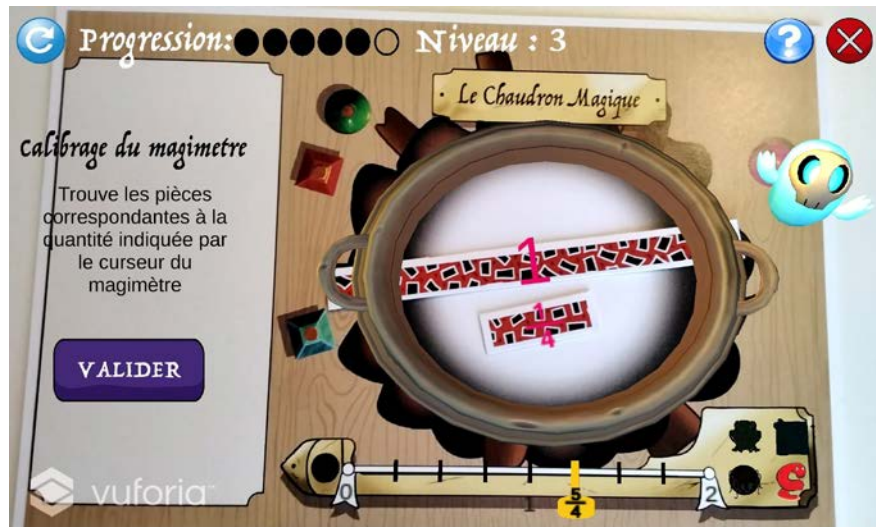 Progression:
Niveau : 3
Le Chaudron Magique
Calibrage du magimetre
Trouve les pièces
correspondantes à la
quantité indiquée par
le curseur du
magimètre
VALIDER
1
1
4
0
1
5
4
2
vuforia
?